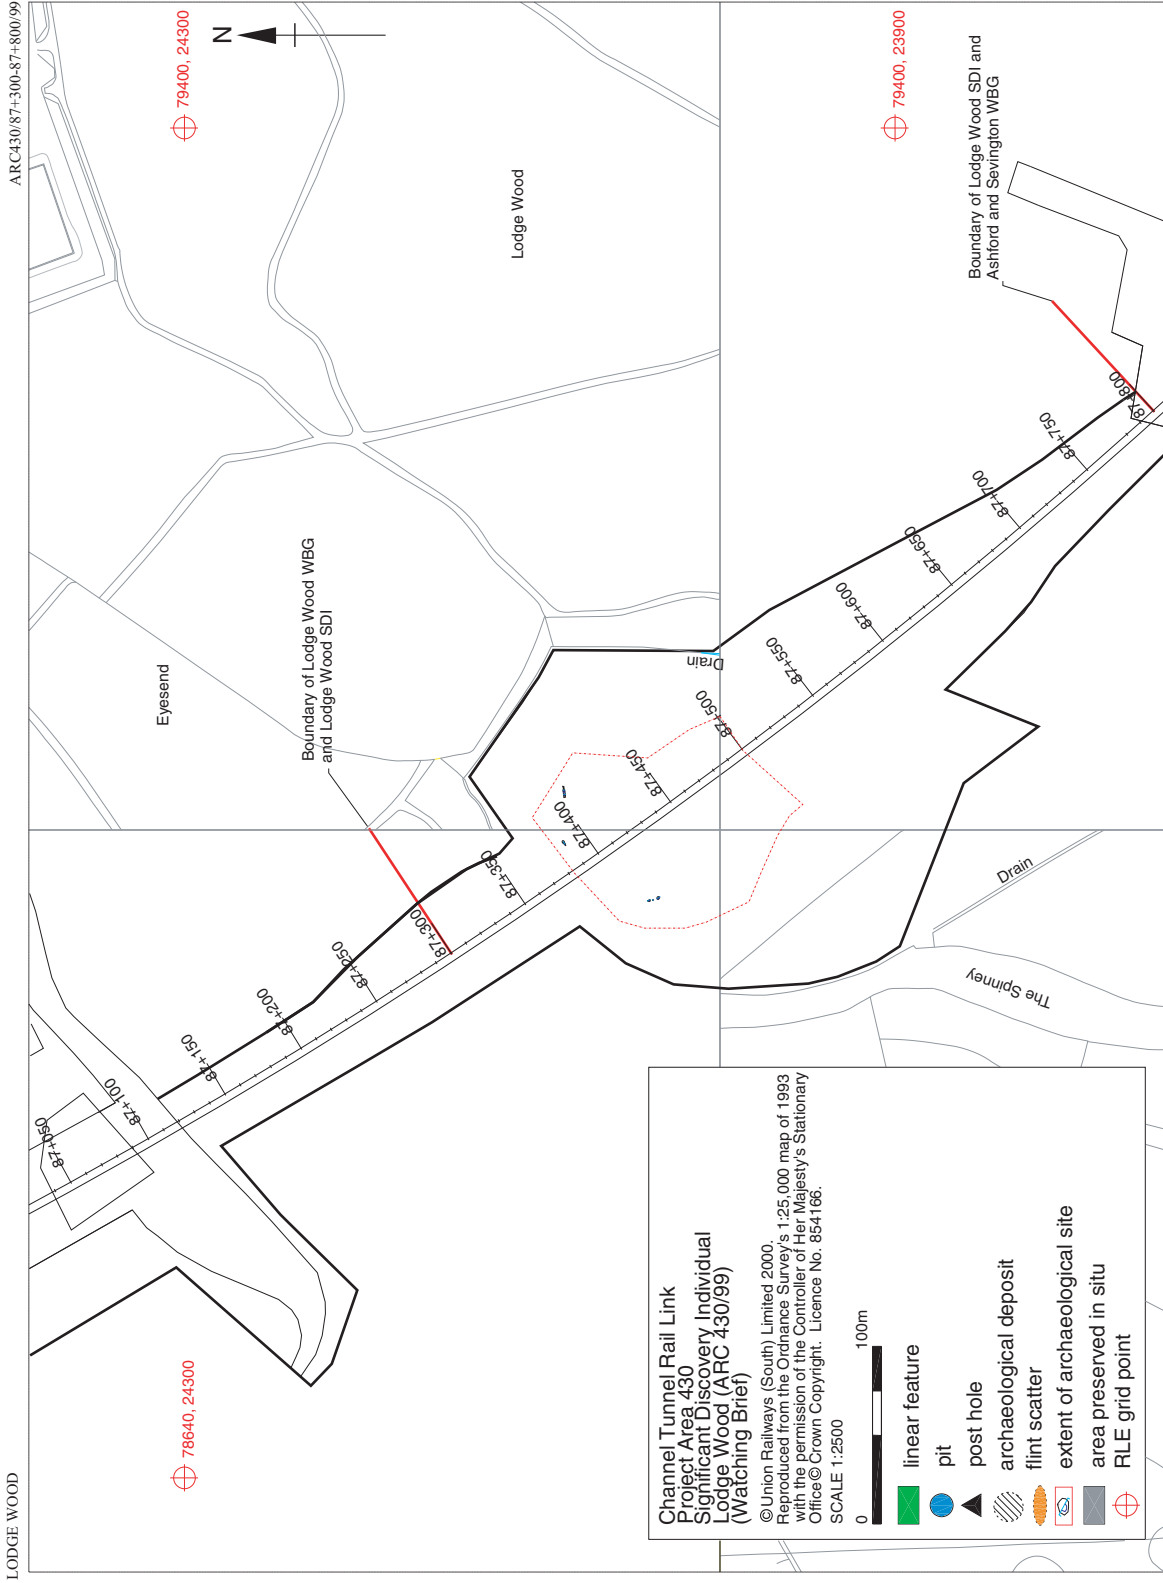 LODGE WOOD
ARC430/87+300-87+800/99
78640, 24300
79400, 24300
N
79400, 23900
Eyesend
Lodge Wood
Boundary of Lodge Wood WBG
and Lodge Wood SDI
Boundary of Lodge Wood SDI and
Ashford and Sevington WBG
87+050
87+100
87+150
87+200
87+250
87+300
87+350
87+400
87+450
87+500
87+550
87+600
87+650
87+700
87+750
87+800
Drain
Drain
The Spinney
Channel Tunnel Rail Link
Project Area 430
Significant Discovery Individual
Lodge Wood (ARC 430/99)
(Watching Brief)
©Union Railways (South) Limited 2000.
Reproduced from the Ordnance Survey's 1:25,000 map of 1993
with the permission of the Controller of Her Majesty's Stationary
Office© Crown Copyright. Licence No. 854166.
SCALE 1:2500
0 100m
linear feature
pit
post hole
archaeological deposit
flint scatter
extent of archaeological site
area preserved in situ
RLE grid point